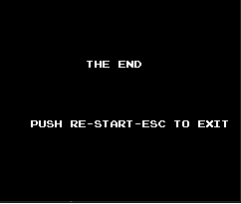 THE END
PUSH RE-START-ESC TO EXIT